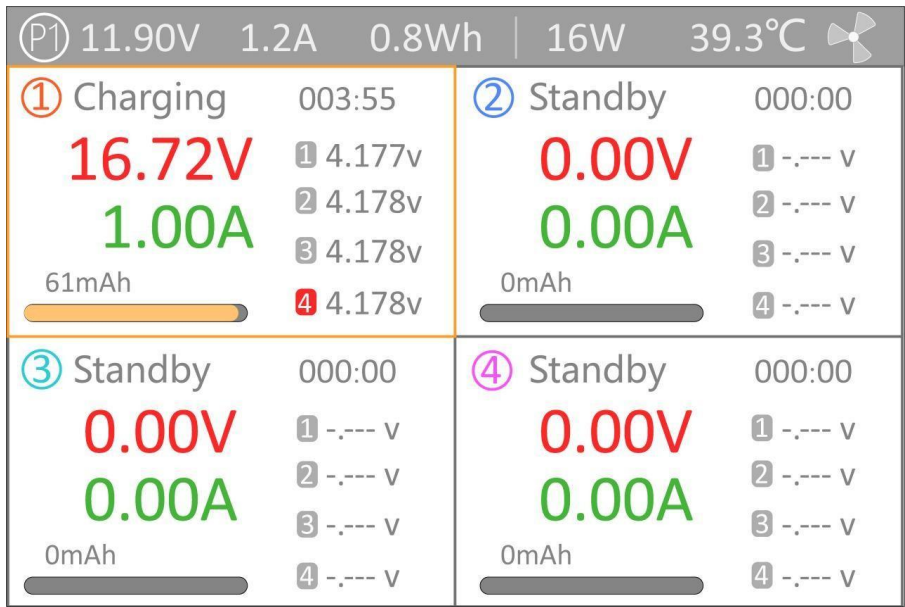 P1 11.90V 1.2A 0.8Wh 16W 39.3℃
1 Charging 003:55
16.72V
1.00A
61mAh
1 4.177v
2 4.178v
3 4.178v
4 4.178v
2 Standby 000:00
0.00V
0.00A
0mAh
1 -.--- v
2 -.--- v
3 -.--- v
4 -.--- v
3 Standby 000:00
0.00V
0.00A
0mAh
1 -.--- v
2 -.--- v
3 -.--- v
4 -.--- v
4 Standby 000:00
0.00V
0.00A
0mAh
1 -.--- v
2 -.--- v
3 -.--- v
4 -.--- v